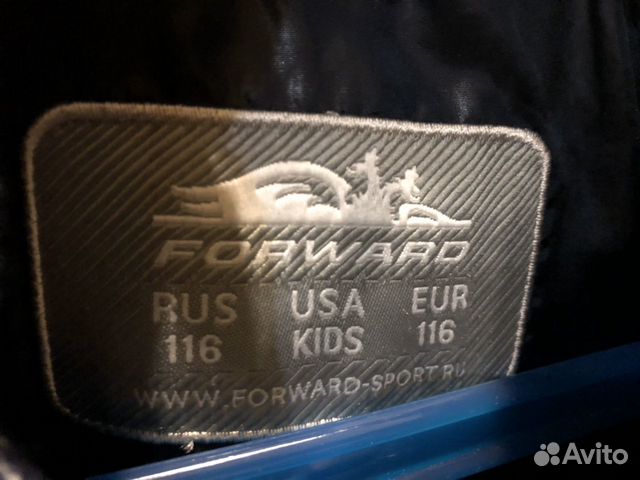 FORWARD
RUS USA EUR
116 KIDS 116
WWW.FORWARD-SPORT.RU
Avito